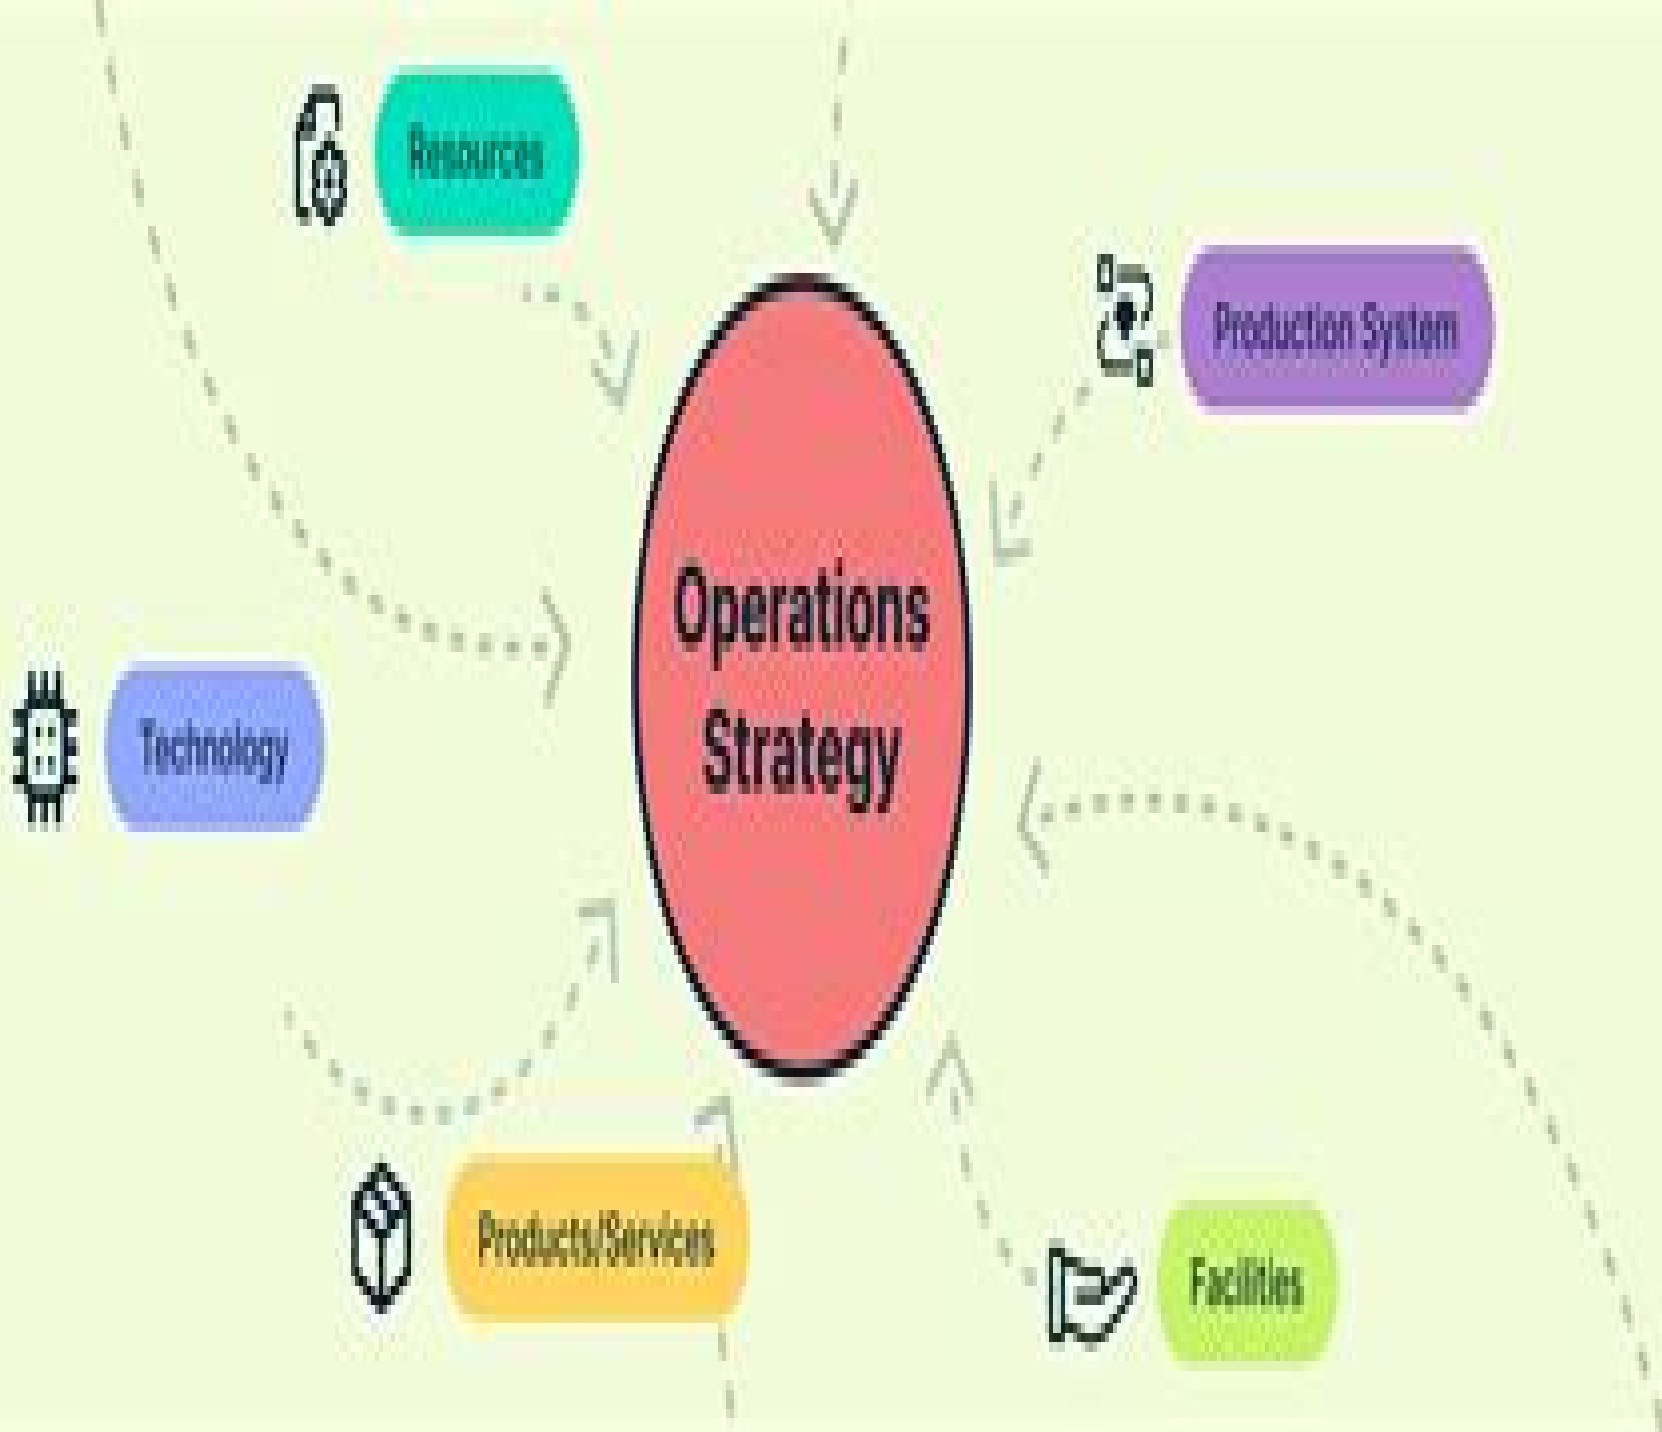 Resources
Production System
Operations
Strategy
Technology
Products/Services
Facilities